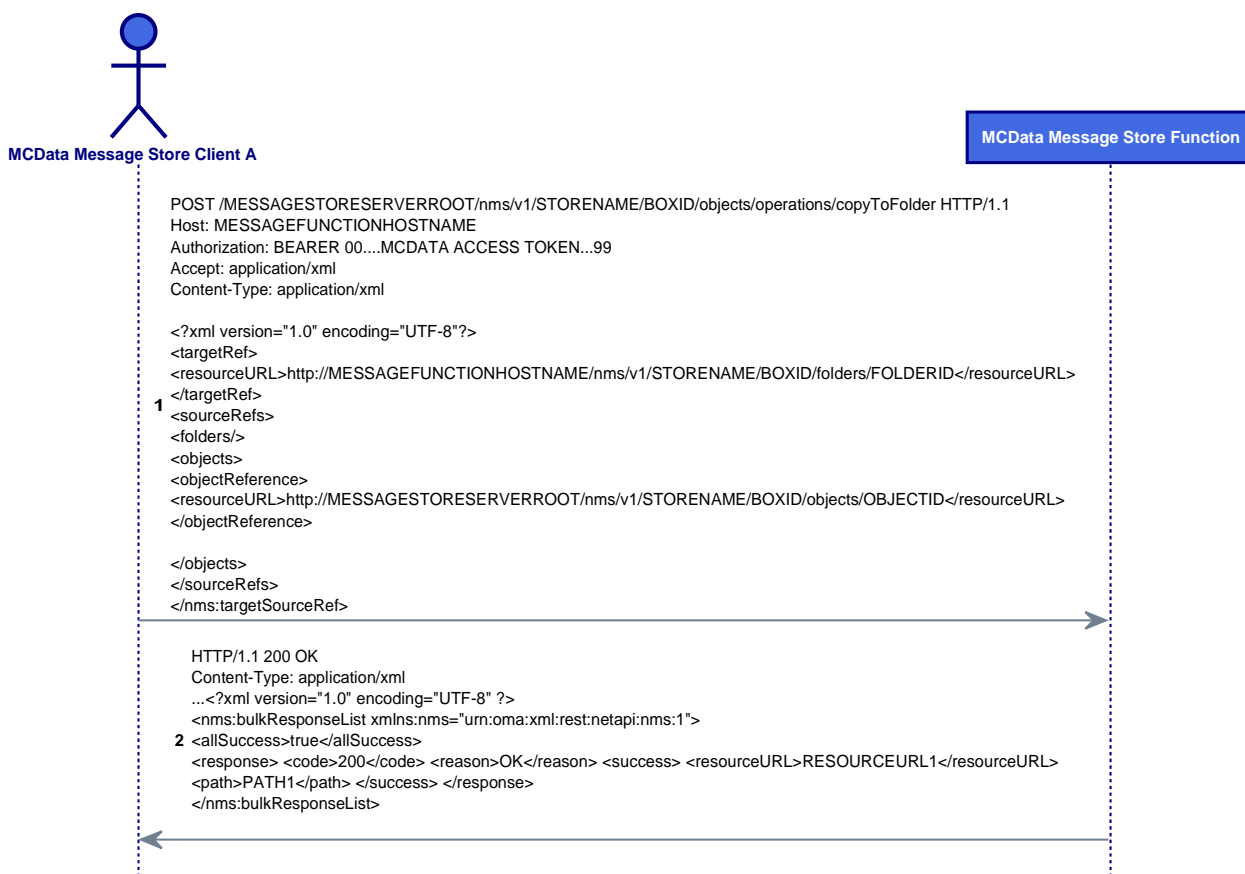 MCData Message Store Client A
MCData Message Store Function
POST /MESSAGESTORESERVERROOT/nms/v1/STORENAME/BOXID/objects/operations/copyToFolder HTTP/1.1
Host: MESSAGEFUNCTIONHOSTNAME
Authorization: BEARER 00....MCDATA ACCESS TOKEN...99
Accept: application/xml
Content-Type: application/xml
<?xml version="1.0" encoding="UTF-8"?>
<targetRef>
<resourceURL>http://MESSAGEFUNCTIONHOSTNAME/nms/v1/STORENAME/BOXID/folders/FOLDERID</resourceURL>
</targetRef>
1
<sourceRefs>
<folders/>
<objects>
<objectReference>
<resourceURL>http://MESSAGESTORESERVERROOT/nms/v1/STORENAME/BOXID/objects/OBJECTID</resourceURL>
</objectReference>
</objects>
</sourceRefs>
</nms:targetSourceRef>
HTTP/1.1 200 OK
Content-Type: application/xml
...<?xml version="1.0" encoding="UTF-8" ?>
<nms:bulkResponseList xmlns:nms="urn:oma:xml:rest:netapi:nms:1">
2 <allSuccess>true</allSuccess>
<response> <code>200</code> <reason>OK</reason> <success> <resourceURL>RESOURCEURL1</resourceURL>
<path>PATH1</path> </success> </response>
</nms:bulkResponseList>